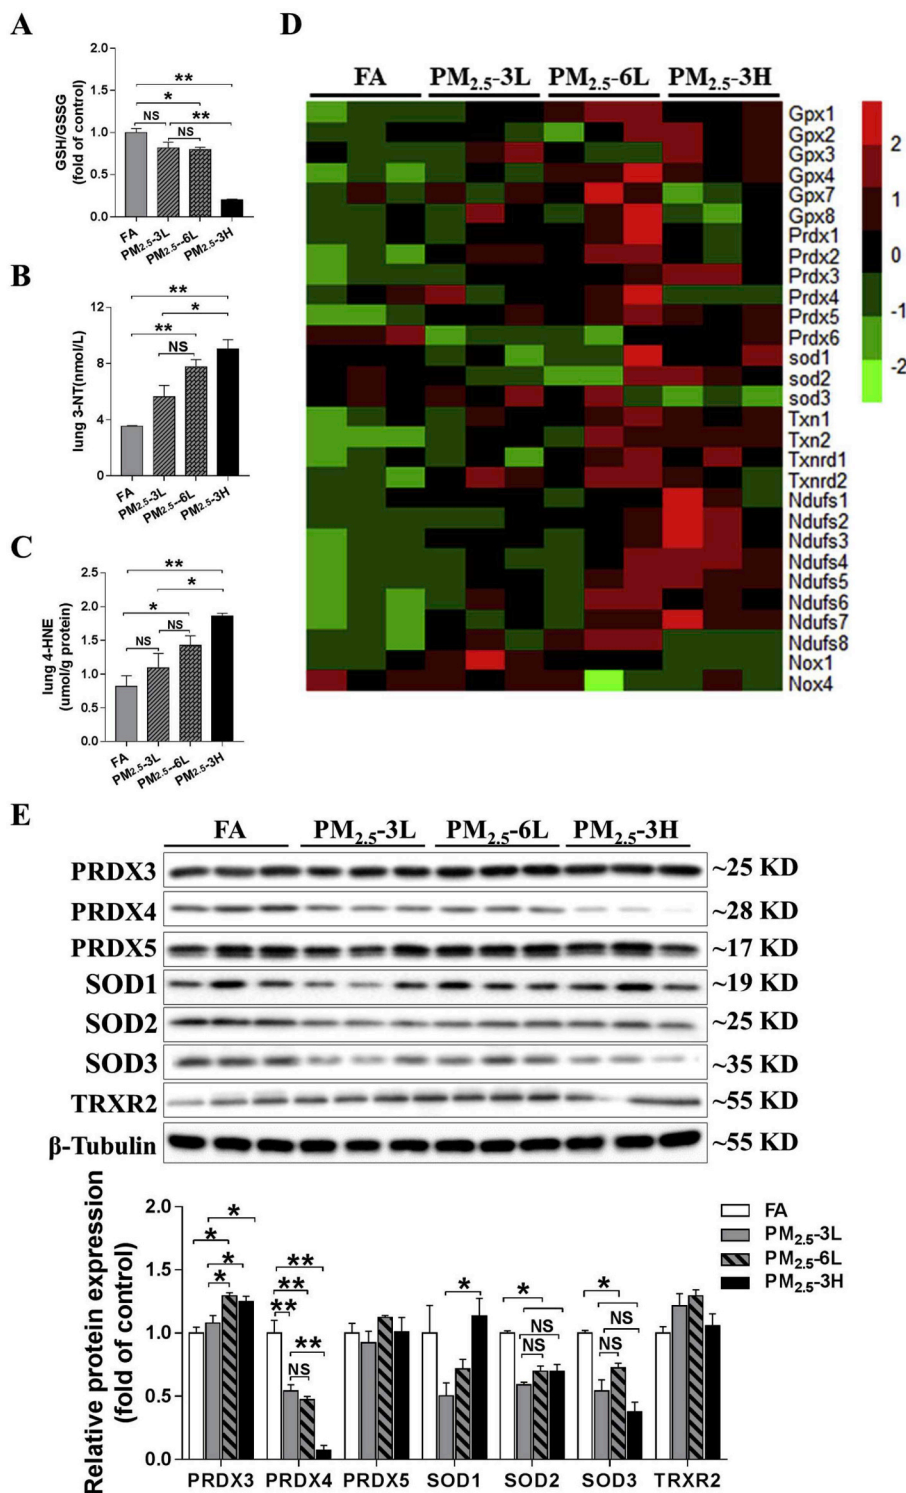 A
2.0
1.5
1.0
0.5
0.0
GSH/GSSG
(fold of control)
**
*
**
NS
NS
FA
PM2.5-3L
PM2.5--6L
PM2.5-3H
B
12
8
4
0
lung 3-NT(nmol/L)
**
*
**
NS
FA
PM2.5-3L
PM2.5--6L
PM2.5-3H
C
2.5
2.0
1.5
1.0
0.5
0.0
lung 4-HNE
(umol/g protein)
**
*
*
NS
NS
FA
PM2.5-3L
PM2.5--6L
PM2.5-3H
D
FA PM2.5-3L PM2.5-6L PM2.5-3H
Gpx1
Gpx2
Gpx3
Gpx4
Gpx7
Gpx8
Prdx1
Prdx2
Prdx3
Prdx4
Prdx5
Prdx6
sod1
sod2
sod3
Txn1
Txn2
Txnrd1
Txnrd2
Ndufs1
Ndufs2
Ndufs3
Ndufs4
Ndufs5
Ndufs6
Ndufs7
Ndufs8
Nox1
Nox4
2
1
0
-1
-2
E
FA PM2.5-3L PM2.5-6L PM2.5-3H
PRDX3 ~25 KD
PRDX4 ~28 KD
PRDX5 ~17 KD
SOD1 ~19 KD
SOD2 ~25 KD
SOD3 ~35 KD
TRXR2 ~55 KD
β-Tubulin ~55 KD
Relative protein expression
(fold of control)
2.0
1.5
1.0
0.5
0.0
*
*
*
*
**
**
**
**
NS
*
*
NS
NS
*
NS
NS
FA
PM2.5-3L
PM2.5-6L
PM2.5-3H
PRDX3 PRDX4 PRDX5 SOD1 SOD2 SOD3 TRXR2